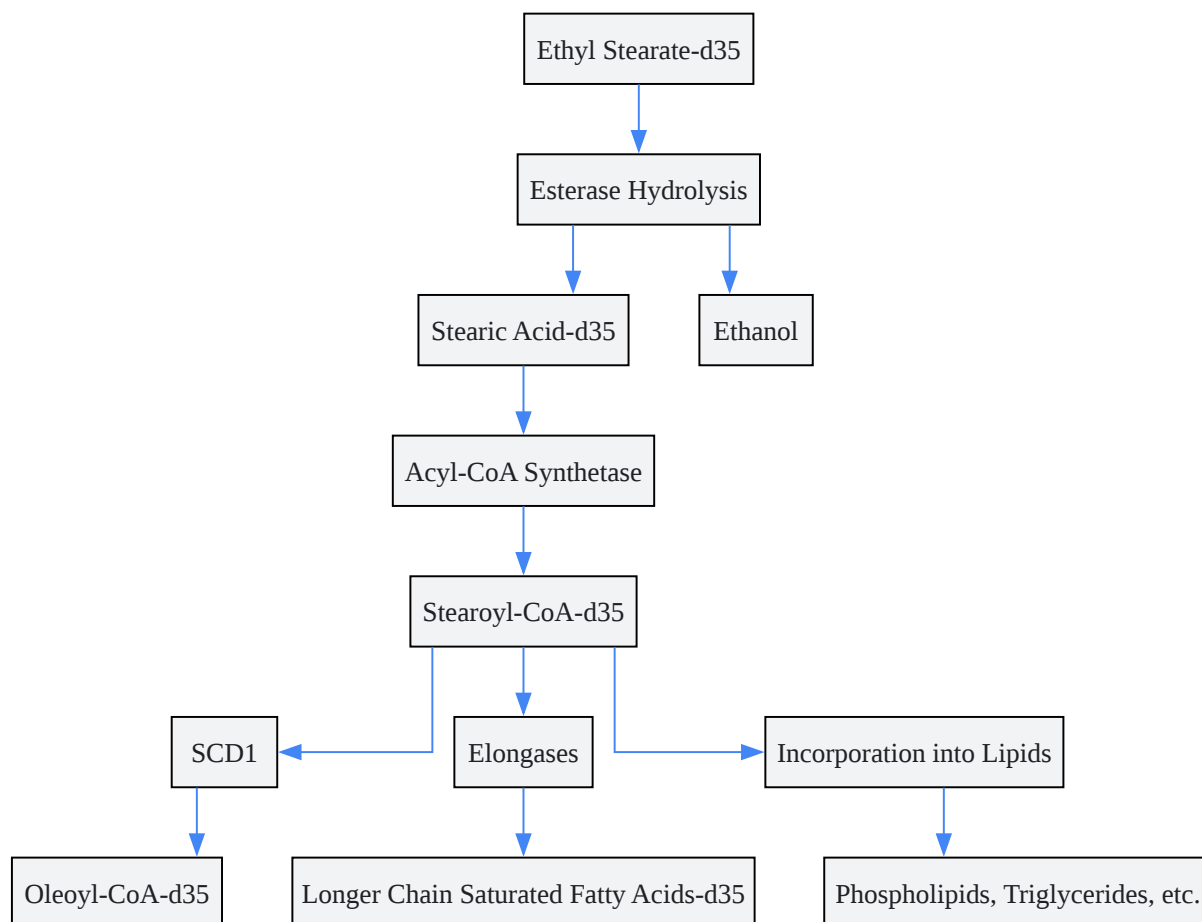 Ethyl Stearate-d35
Esterase Hydrolysis
Stearic Acid-d35
Ethanol
Acyl-CoA Synthetase
Stearoyl-CoA-d35
SCD1
Elongases
Incorporation into Lipids
Oleoyl-CoA-d35
Longer Chain Saturated Fatty Acids-d35
Phospholipids, Triglycerides, etc.